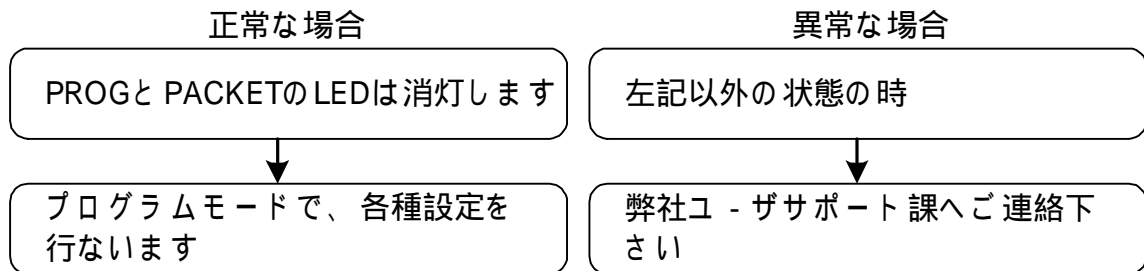 正常な場合
PROGとPACKETのLEDは消灯します
プログラムモードで、各種設定を
行ないます
異常な場合
左記以外の状態の時
弊社ユ-ザサポート課へご連絡下
さい